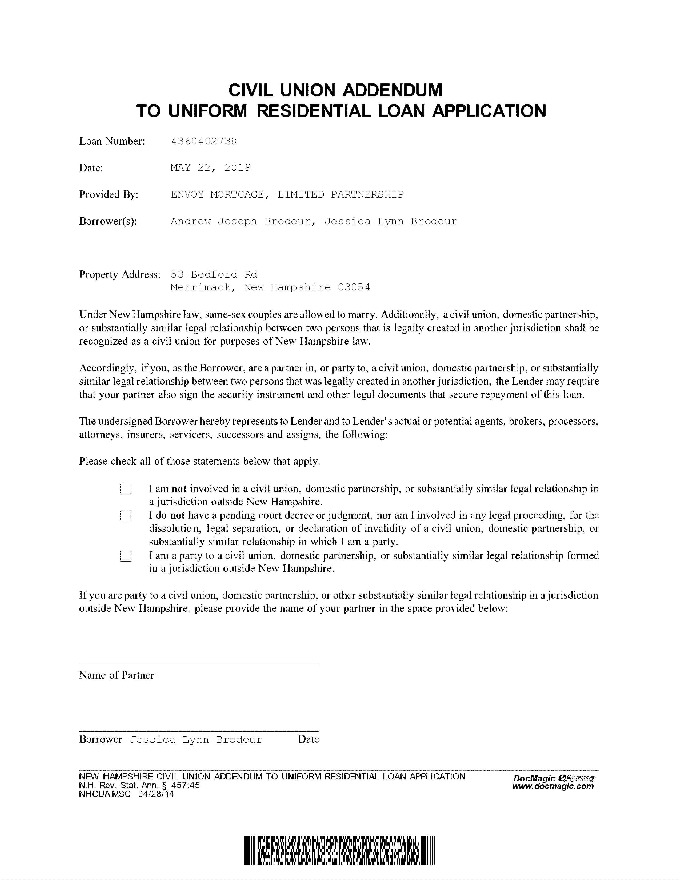 CIVIL UNION ADDENDUM
TO UNIFORM RESIDENTIAL LOAN APPLICATION
Loan Number:
Date: MAY 22, 2019
Provided By: ENVOY MORTGAGE, LIMITED PARTNERSHIP
Borrower(s): Andrew Joseph Brodeur, Jessica Lynn Brodeur
Property Address: 53 Bedford Rd
Merrimack, New Hampshire 03054
Under New Hampshire law, same-sex couples are allowed to marry. Additionally, a civil union, domestic partnership,
or substantially similar legal relationship between two persons that is legally created in another jurisdiction shall be
recognized as a civil union for purposes of New Hampshire law.
Accordingly, if you, as the Borrower, are a partner in, or party to, a civil union, domestic partnership, or substantially
similar legal relationship between two persons that was legally created in another jurisdiction, the Lender may require
that your partner also sign the security instrument and other legal documents that secure repayment of this loan.
The undersigned Borrower hereby represents to Lender and to Lender's actual or potential agents, brokers, processors,
attorneys, insurers, servicers, successors and assigns, the following:
Please check all of those statements below that apply.
I am not involved in a civil union, domestic partnership, or substantially similar legal relationship in
a jurisdiction outside New Hampshire.
I do not have a pending court decree or judgment, nor am I involved in any legal proceeding, for the
dissolution, legal separation, or declaration of invalidity of a civil union, domestic partnership, or
substantially similar relationship in which I am a party.
I am a party to a civil union, domestic partnership, or substantially similar legal relationship formed
in a jurisdiction outside New Hampshire.
If you are party to a civil union, domestic partnership, or other substantially similar legal relationship in a jurisdiction
outside New Hampshire, please provide the name of your partner in the space provided below:
Name of Partner
Borrower Jessica Lynn Brodeur Date
NEW HAMPSHIRE CIVIL UNION ADDENDUM TO UNIFORM RESIDENTIAL LOAN APPLICATION DocMagic
N.H. Rev. Stat. Ann. § 457:45 www.docmagic.com
04/28/14